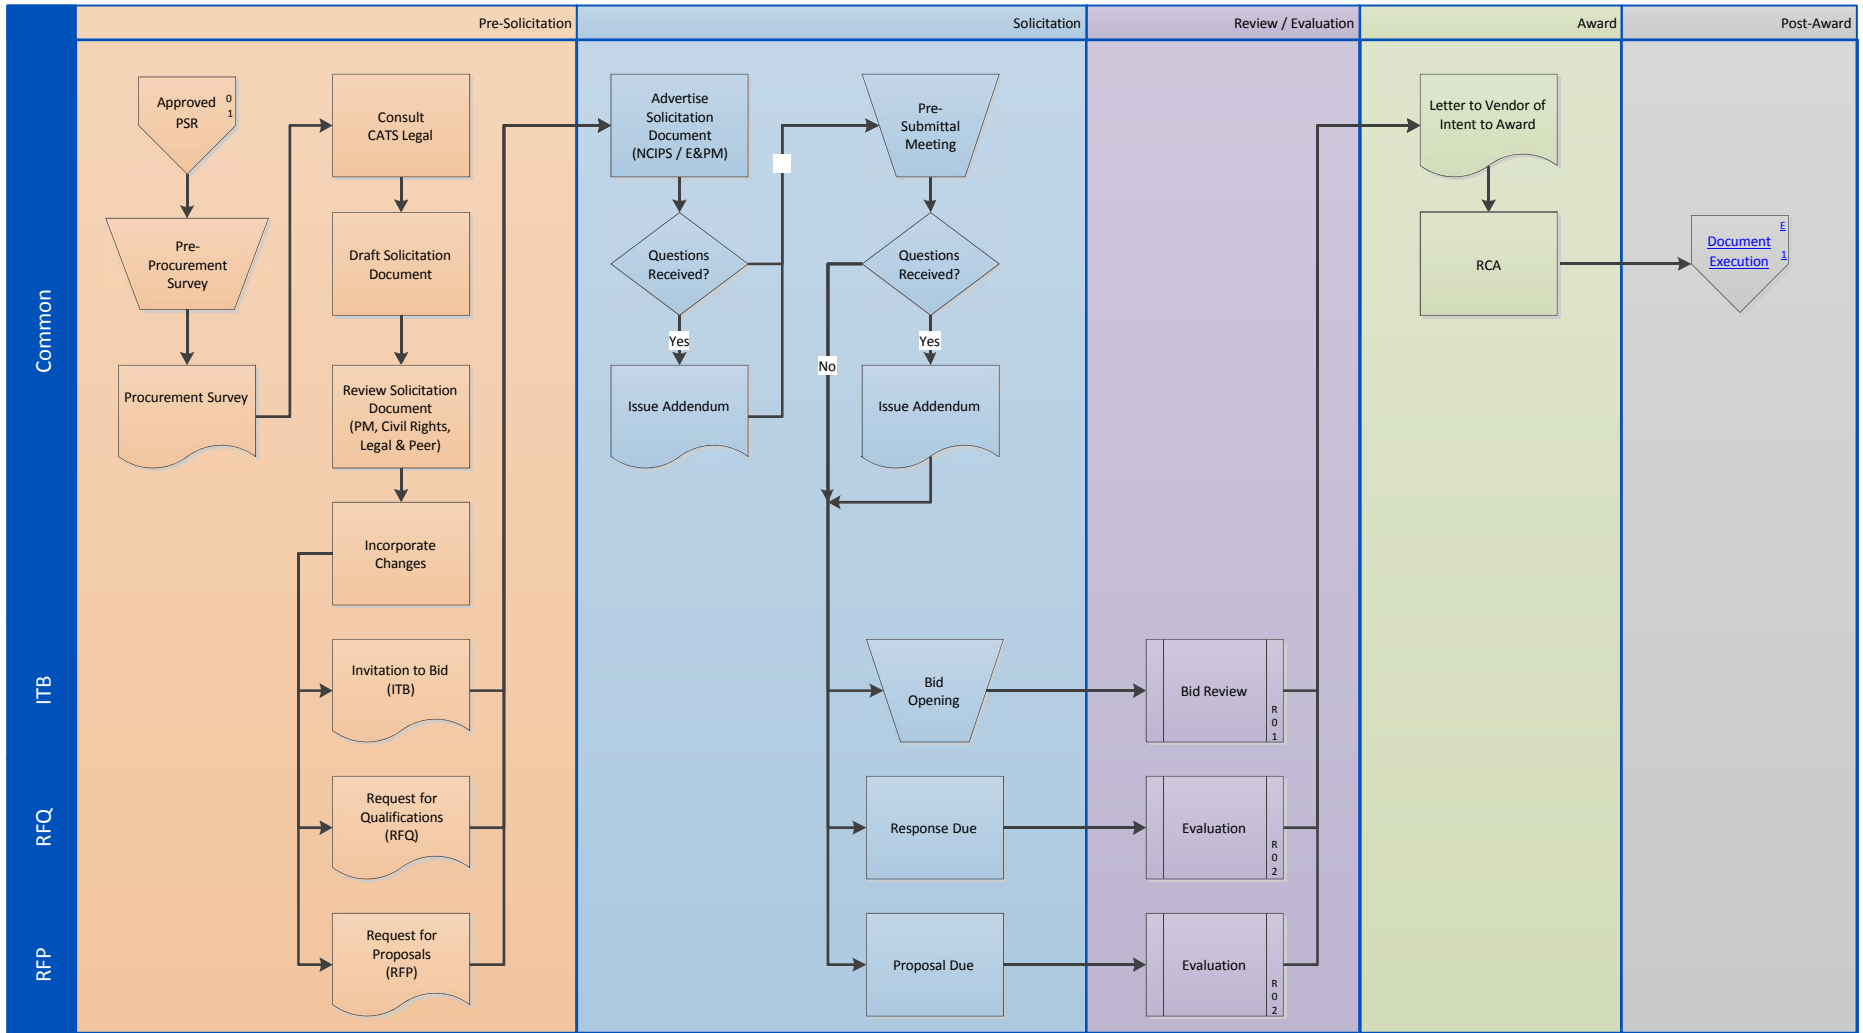 Pre-Solicitation
Solicitation
Review / Evaluation
Award
Post-Award
Common
Approved
PSR
0
1
Pre-
Procurement
Survey
Procurement Survey
Consult
CATS Legal
Draft Solicitation
Document
Review Solicitation
Document
(PM, Civil Rights,
Legal & Peer)
Incorporate
Changes
Advertise
Solicitation
Document
(NCIPS / E&PM)
Questions
Received?
Yes
Issue Addendum
Pre-
Submittal
Meeting
Questions
Received?
Yes
No
Issue Addendum
Letter to Vendor of
Intent to Award
RCA
Document
Execution
E
1
ITB
Invitation to Bid
(ITB)
Bid
Opening
Bid Review
R
0
1
RFQ
Request for
Qualifications
(RFQ)
Response Due
Evaluation
R
0
2
RFP
Request for
Proposals
(RFP)
Proposal Due
Evaluation
R
0
2